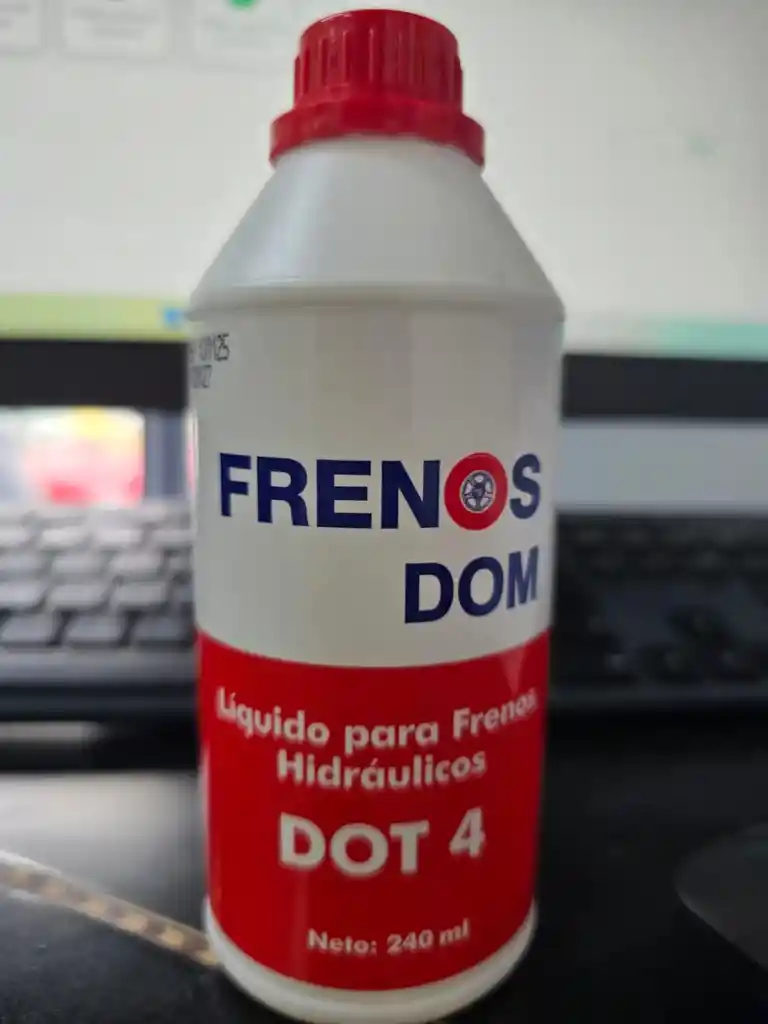 FRENOS
DOM
Líquido para Frenos
Hidráulicos
DOT 4
Neto: 240 ml